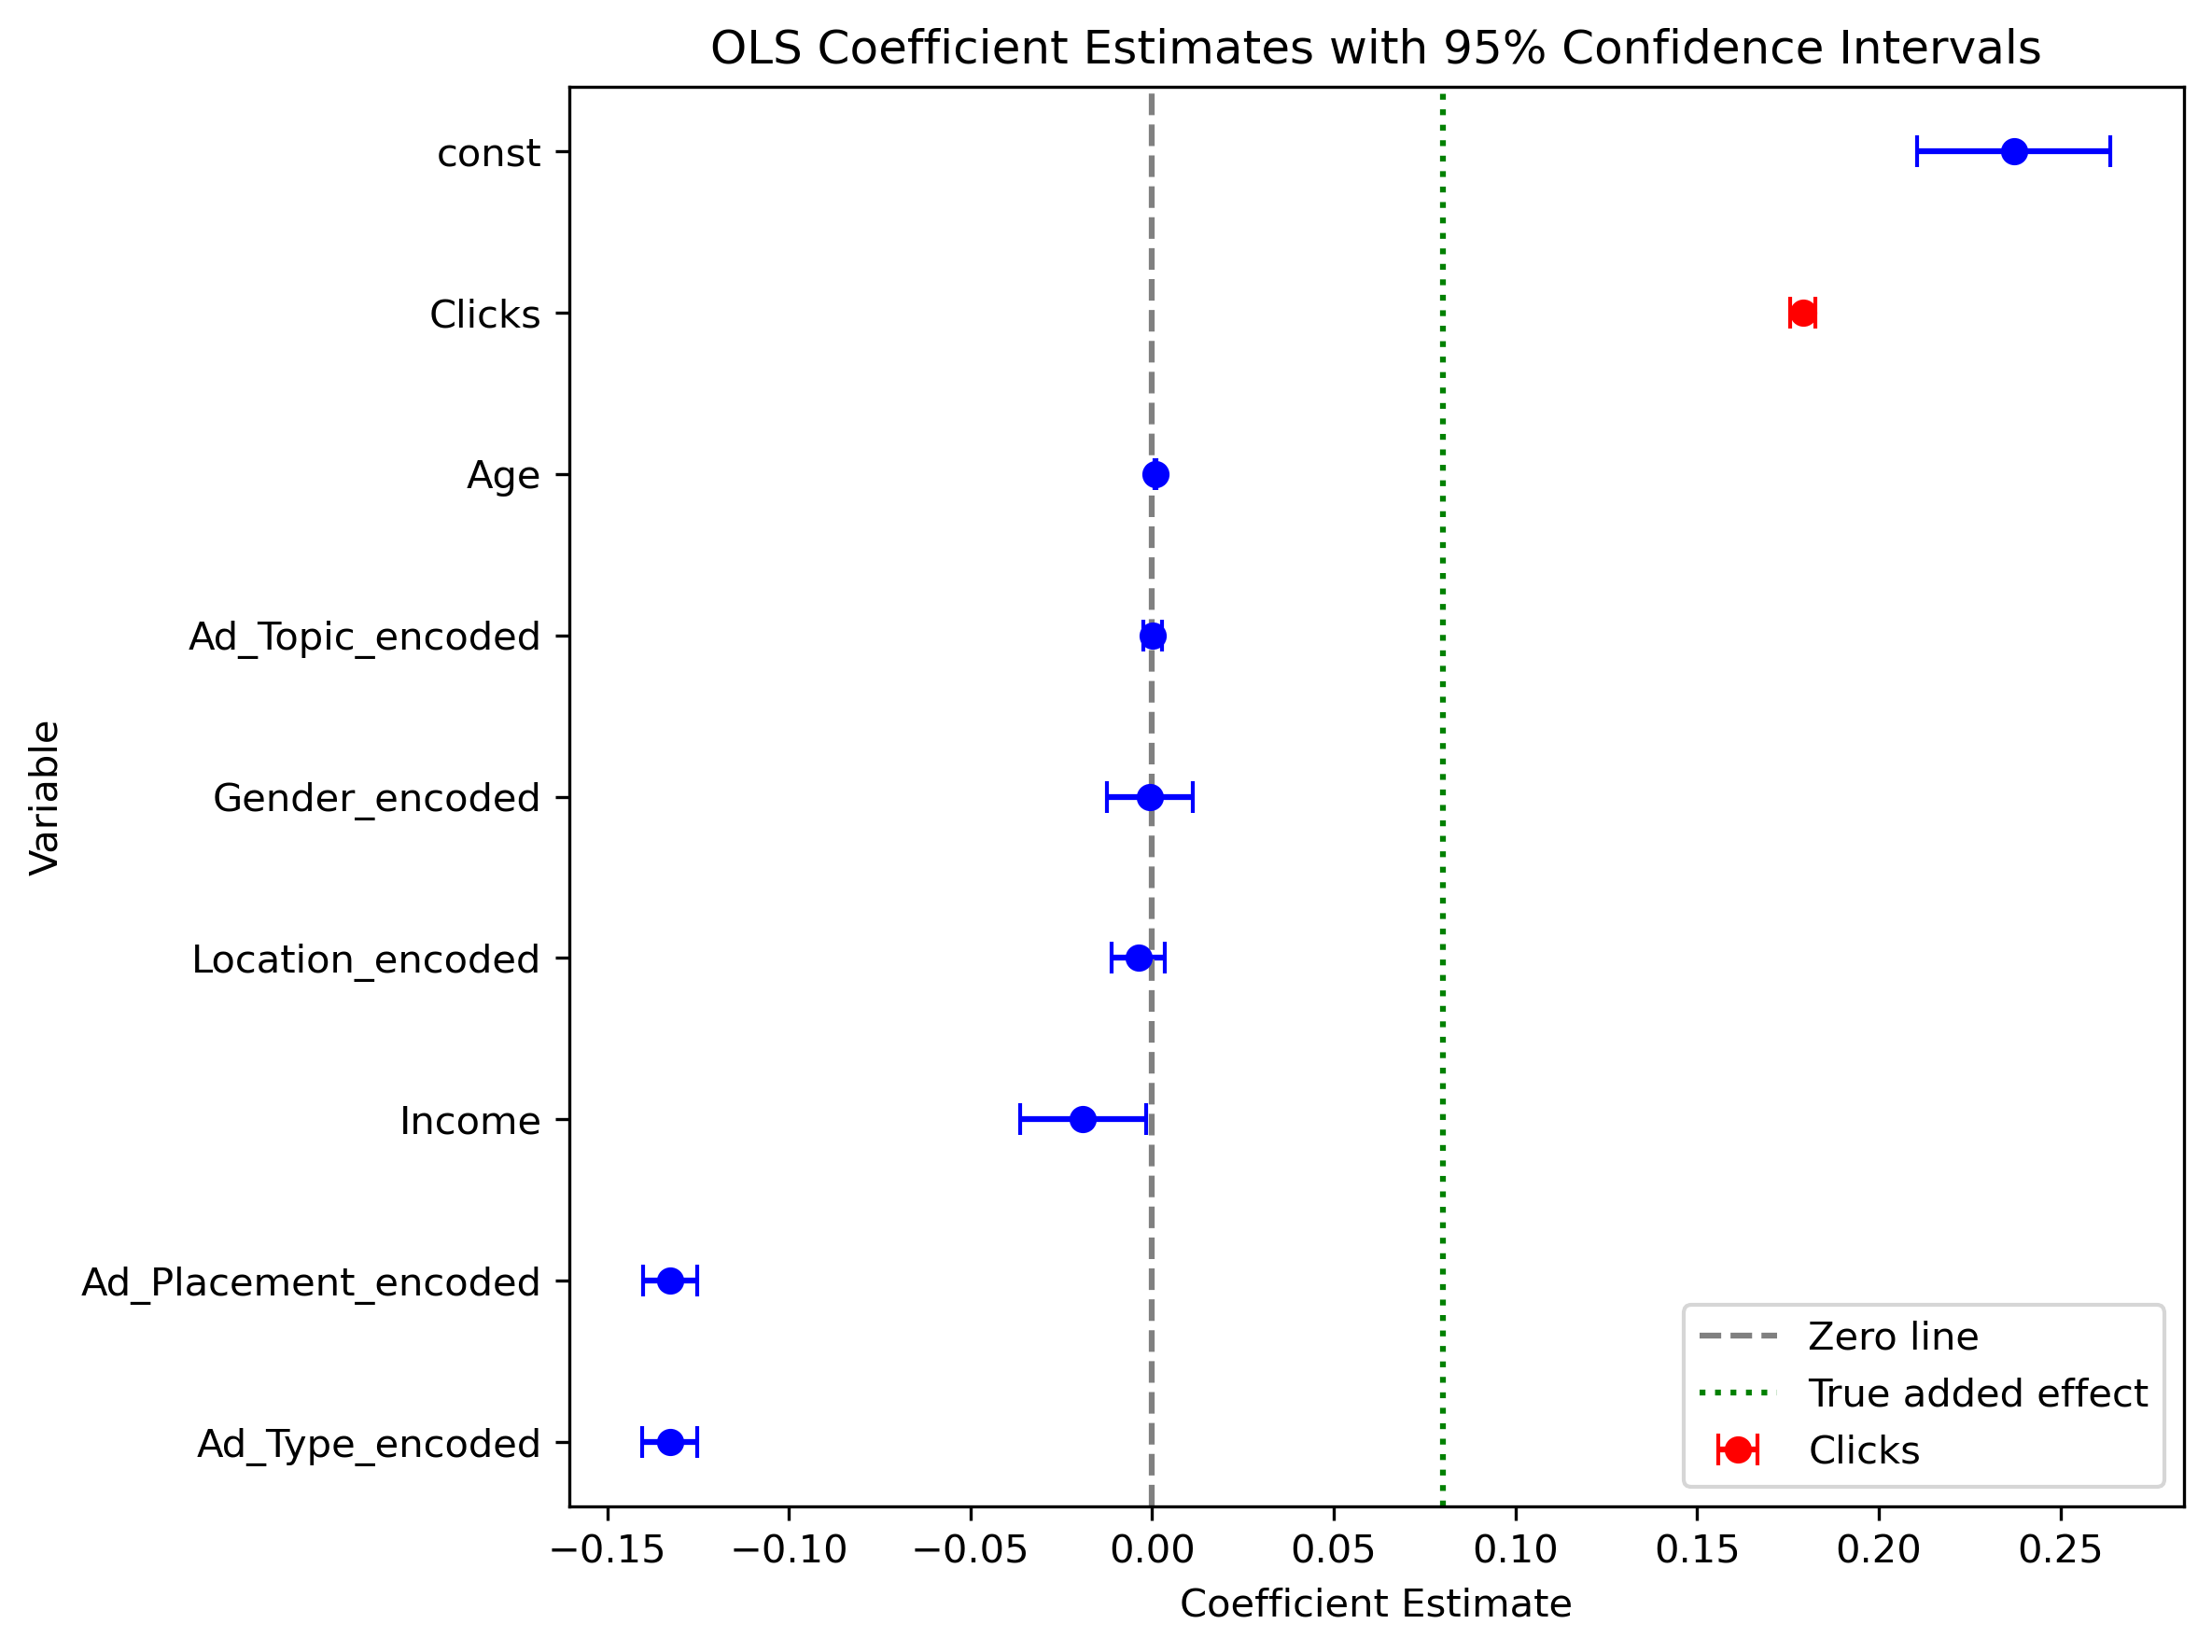 OLS Coefficient Estimates with 95% Confidence Intervals
Variable
const
Clicks
Age
Ad_Topic_encoded
Gender_encoded
Location_encoded
Income
Ad_Placement_encoded
Ad_Type_encoded
Zero line
True added effect
Clicks
−0.15 −0.10 −0.05 0.00 0.05 0.10 0.15 0.20 0.25
Coefficient Estimate